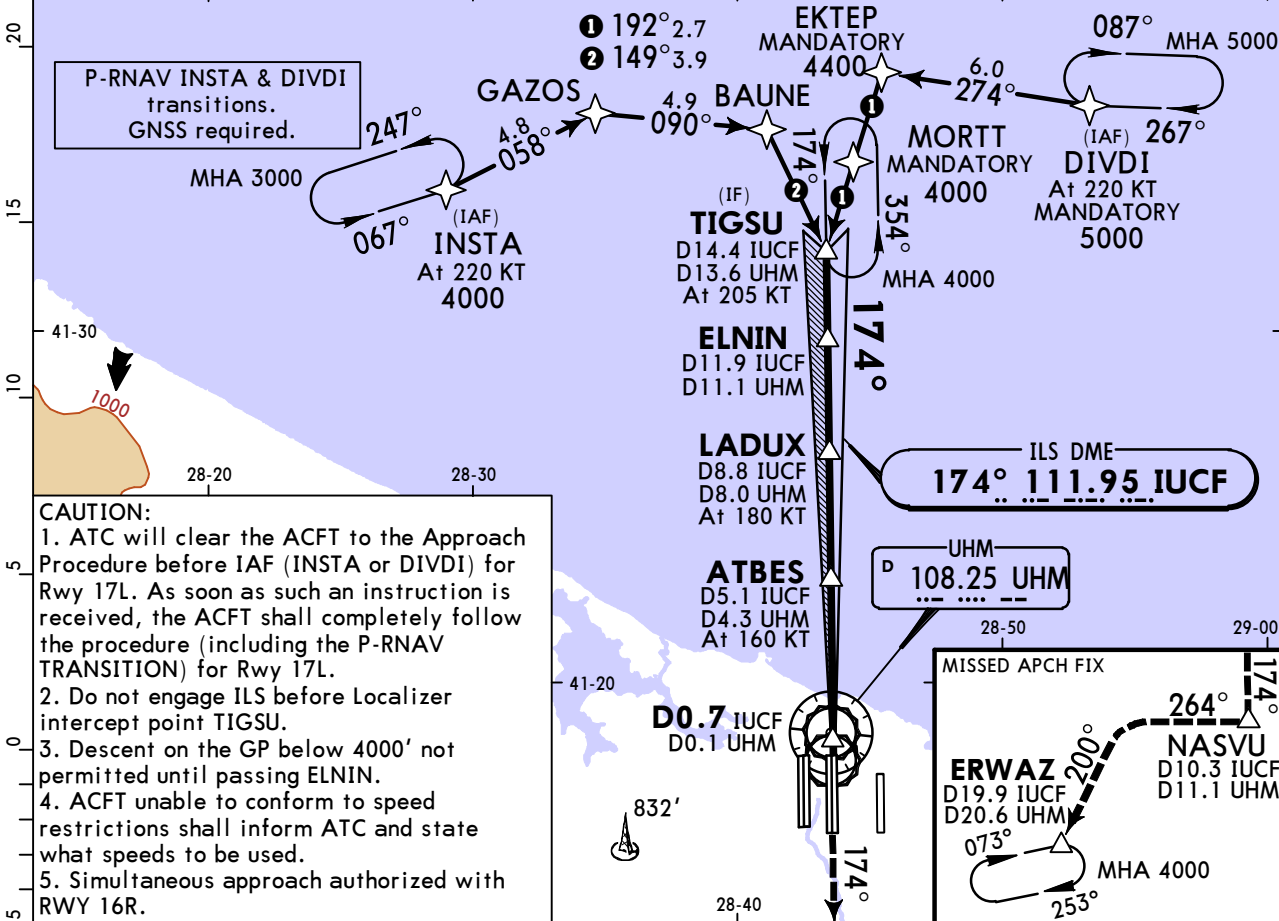 20
15
10
5
0
5
P-RNAV INSTA & DIVDI
transitions.
GNSS required.
❶ 192° 2.7
❷ 149° 3.9
EKTEP
MANDATORY
4400
087°
MHA 5000
6.0
274°
267°
(IAF)
DIVDI
At 220 KT
MANDATORY
5000
GAZOS
4.9
090°
BAUNE
❶
174°
MORTT
MANDATORY
4000
247°
4.8
058°
MHA 3000
067°
(IAF)
INSTA
At 220 KT
4000
❷
❶
354°
MHA 4000
(IF)
TIGSU
D14.4 IUCF
D13.6 UHM
At 205 KT
174°
41-30
ELNIN
D11.9 IUCF
D11.1 UHM
1000
28-20
28-30
LADUX
D8.8 IUCF
D8.0 UHM
At 180 KT
ILS DME
174° 111.95 IUCF
CAUTION:
1. ATC will clear the ACFT to the Approach
Procedure before IAF (INSTA or DIVDI) for
Rwy 17L. As soon as such an instruction is
received, the ACFT shall completely follow
the procedure (including the P-RNAV
TRANSITION) for Rwy 17L.
2. Do not engage ILS before Localizer
intercept point TIGSU.
3. Descent on the GP below 4000' not
permitted until passing ELNIN.
4. ACFT unable to conform to speed
restrictions shall inform ATC and state
what speeds to be used.
5. Simultaneous approach authorized with
RWY 16R.
ATBES
D5.1 IUCF
D4.3 UHM
At 160 KT
UHM
D 108.25 UHM
28-50
29-00
41-20
D0.7 IUCF
D0.1 UHM
832'
174°
28-40
MISSED APCH FIX
174°
264°
200°
NASVU
D10.3 IUCF
D11.1 UHM
ERWAZ
D19.9 IUCF
D20.6 UHM
073°
MHA 4000
253°